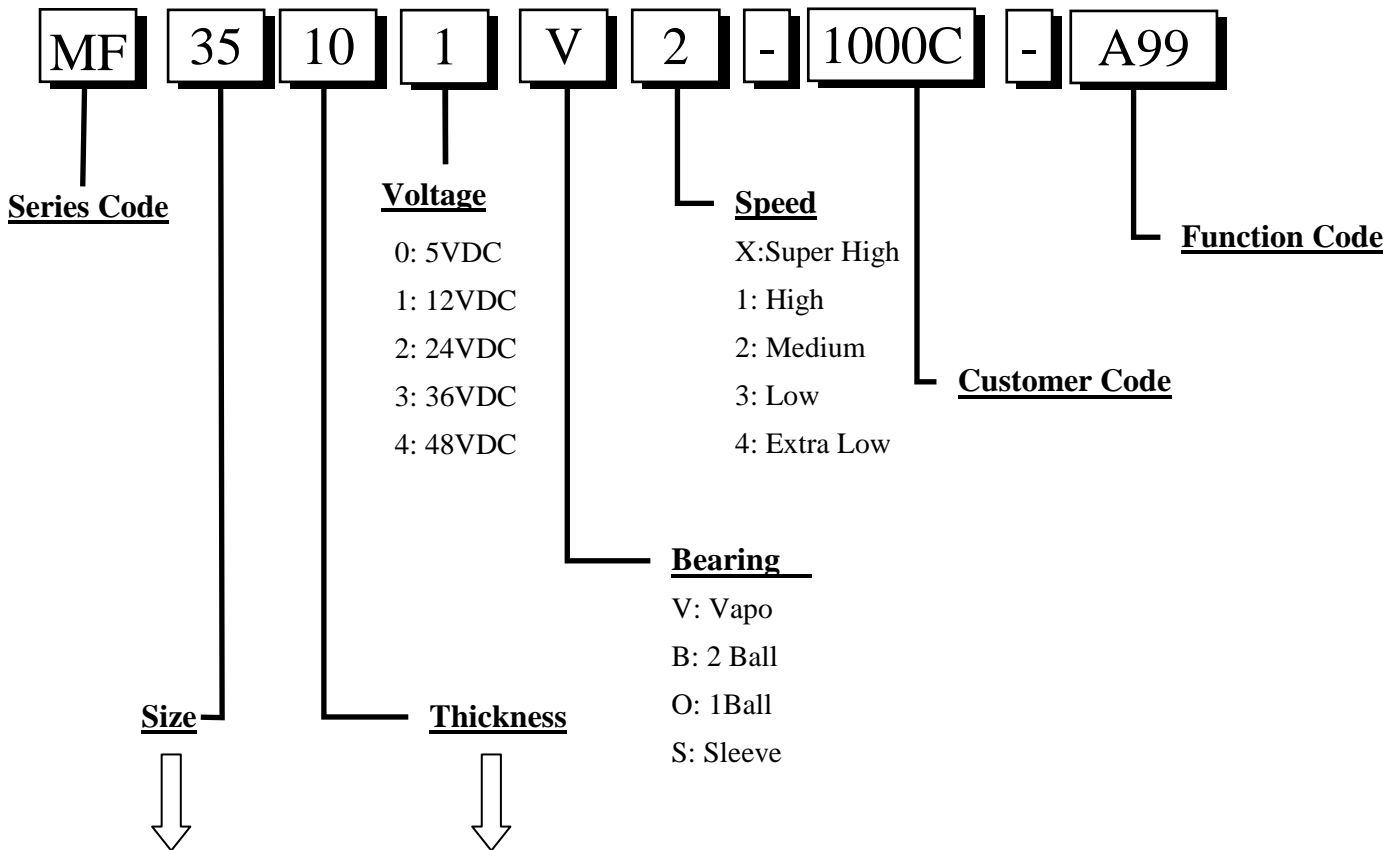 MF 35 10 1 V 2 - 1000C - A99
Series Code
Voltage
0: 5VDC
1: 12VDC
2: 24VDC
3: 36VDC
4: 48VDC
Speed
X:Super High
1: High
2: Medium
3: Low
4: Extra Low
Function Code
Customer Code
Bearing
V: Vapo
B: 2 Ball
O: 1Ball
S: Sleeve
Size
Thickness